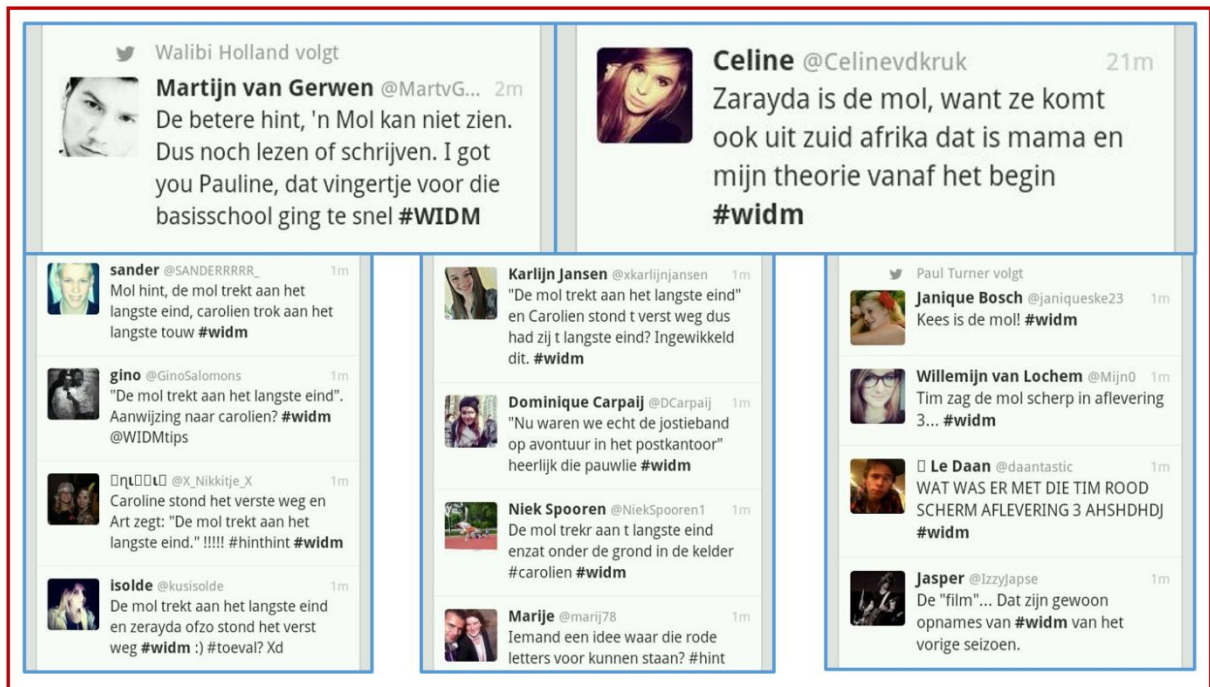 Walibi Holland volgt
Martijn van Gerwen @MartvG... 2m
De betere hint, 'n Mol kan niet zien.
Dus noch lezen of schrijven. I got
you Pauline, dat vingertje voor die
basisschool ging te snel #WIDM
Celine @Celinevdkruk 21m
Zarayda is de mol, want ze komt
ook uit zuid afrika dat is mama en
mijn theorie vanaf het begin
#widm
sander @SANDERRRRR_ 1m
Mol hint, de mol trekt aan het
langste eind, carolien trok aan het
langste touw #widm
gino @GinoSalomons 1m
"De mol trekt aan het langste eind".
Aanwijzing naar carolien? #widm
@WIDMtips
@X_Nikkitje_X 1m
Caroline stond het verste weg en
Art zegt: "De mol trekt aan het
langste eind." !!!!! #hinthint #widm
isolde @kusisolde 1m
De mol trekt aan het langste eind
en zerayda ofzo stond het verst
weg #widm :) #toeval? Xd
Karlijn Jansen @xkarlijnjansen 1m
"De mol trekt aan het langste eind"
en Carolien stond t verst weg dus
had zij t langste eind? Ingewikkeld
dit. #widm
Dominique Carpaij @DCarpaij 1m
"Nu waren we echt de jostieband
op avontuur in het postkantoor"
heerlijk die pauwlie #widm
Niek Spooren @NiekSpooren1 1m
De mol trekr aan t langste eind
enzat onder de grond in de kelder
#carolien #widm
Marije @marij78 1m
Iemand een idee waar die rode
letters voor kunnen staan? #hint
Paul Turner volgt
Janique Bosch @janiqueske23 1m
Kees is de mol! #widm
Willemijn van Lochem @Mijn0 1m
Tim zag de mol scherp in aflevering
3... #widm
Le Daan @daantastic 1m
WAT WAS ER MET DIE TIM ROOD
SCHERM AFLEVERING 3 AHSHDHDJ
#widm
Jasper @IzzyJapse 1m
De "film"... Dat zijn gewoon
opnames van #widm van het
vorige seizoen.